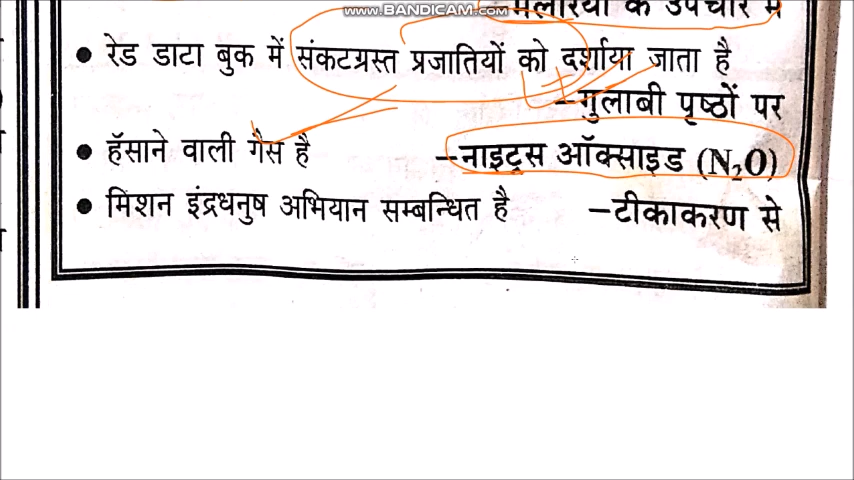 www.BANDICAM.com
मलेरिया के उपचार में
• रेड डाटा बुक में संकटग्रस्त प्रजातियों को दर्शाया जाता है
–गुलाबी पृष्ठों पर
• हॅसाने वाली गैस है –नाइट्रस ऑक्साइड (N₂O)
• मिशन इंद्रधनुष अभियान सम्बन्धित है –टीकाकरण से